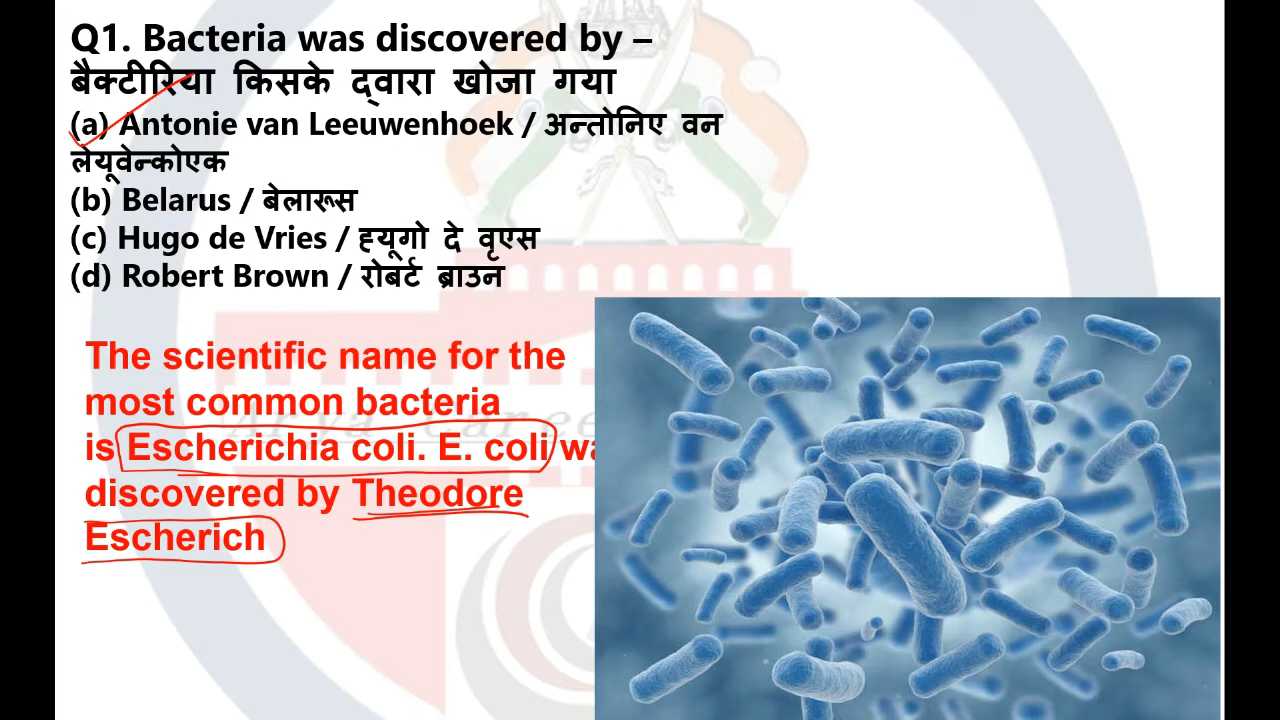 Q1. Bacteria was discovered by –
बैक्टीरिया किसके द्वारा खोजा गया
(a) Antonie van Leeuwenhoek / अन्तोनिए वन
लेयूवेन्कोएक
(b) Belarus / बेलारूस
(c) Hugo de Vries / ह्यूगो दे वृएस
(d) Robert Brown / रोबर्ट ब्राउन
The scientific name for the
most common bacteria
is Escherichia coli. E. coli
discovered by Theodore
Escherich